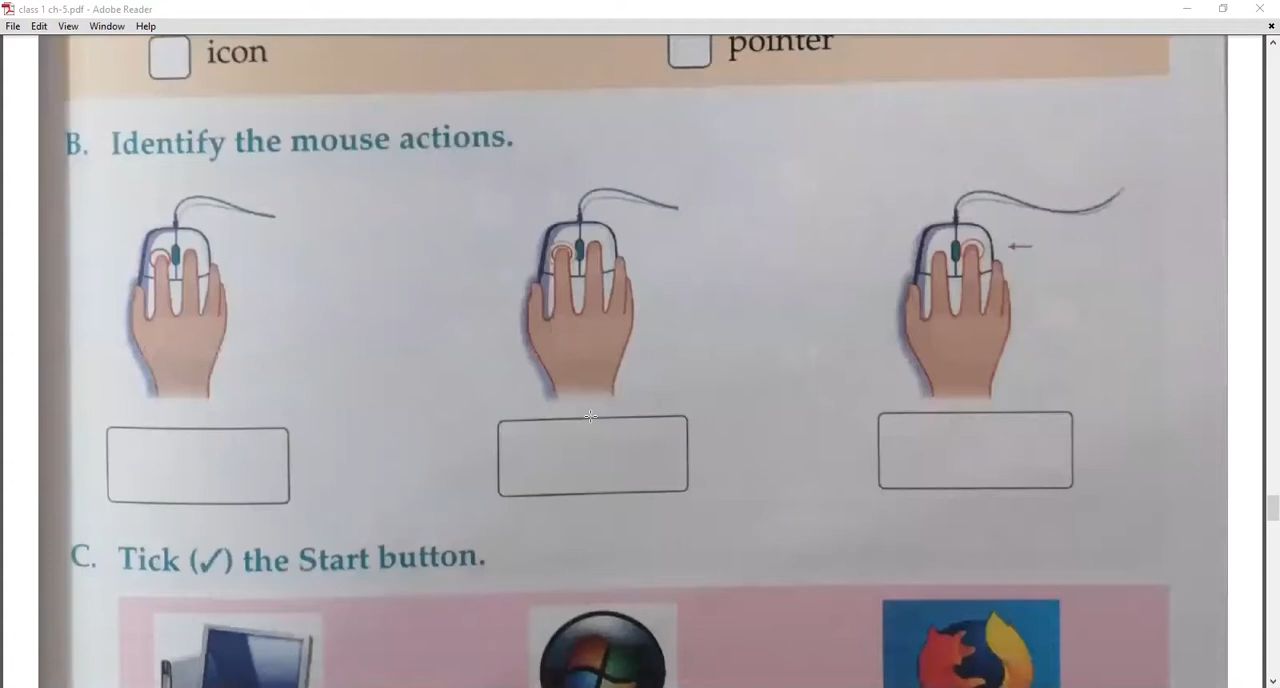 class 1 ch-5.pdf - Adobe Reader
File Edit View Window Help
icon
pointer
B. Identify the mouse actions.
C. Tick (✓) the Start button.